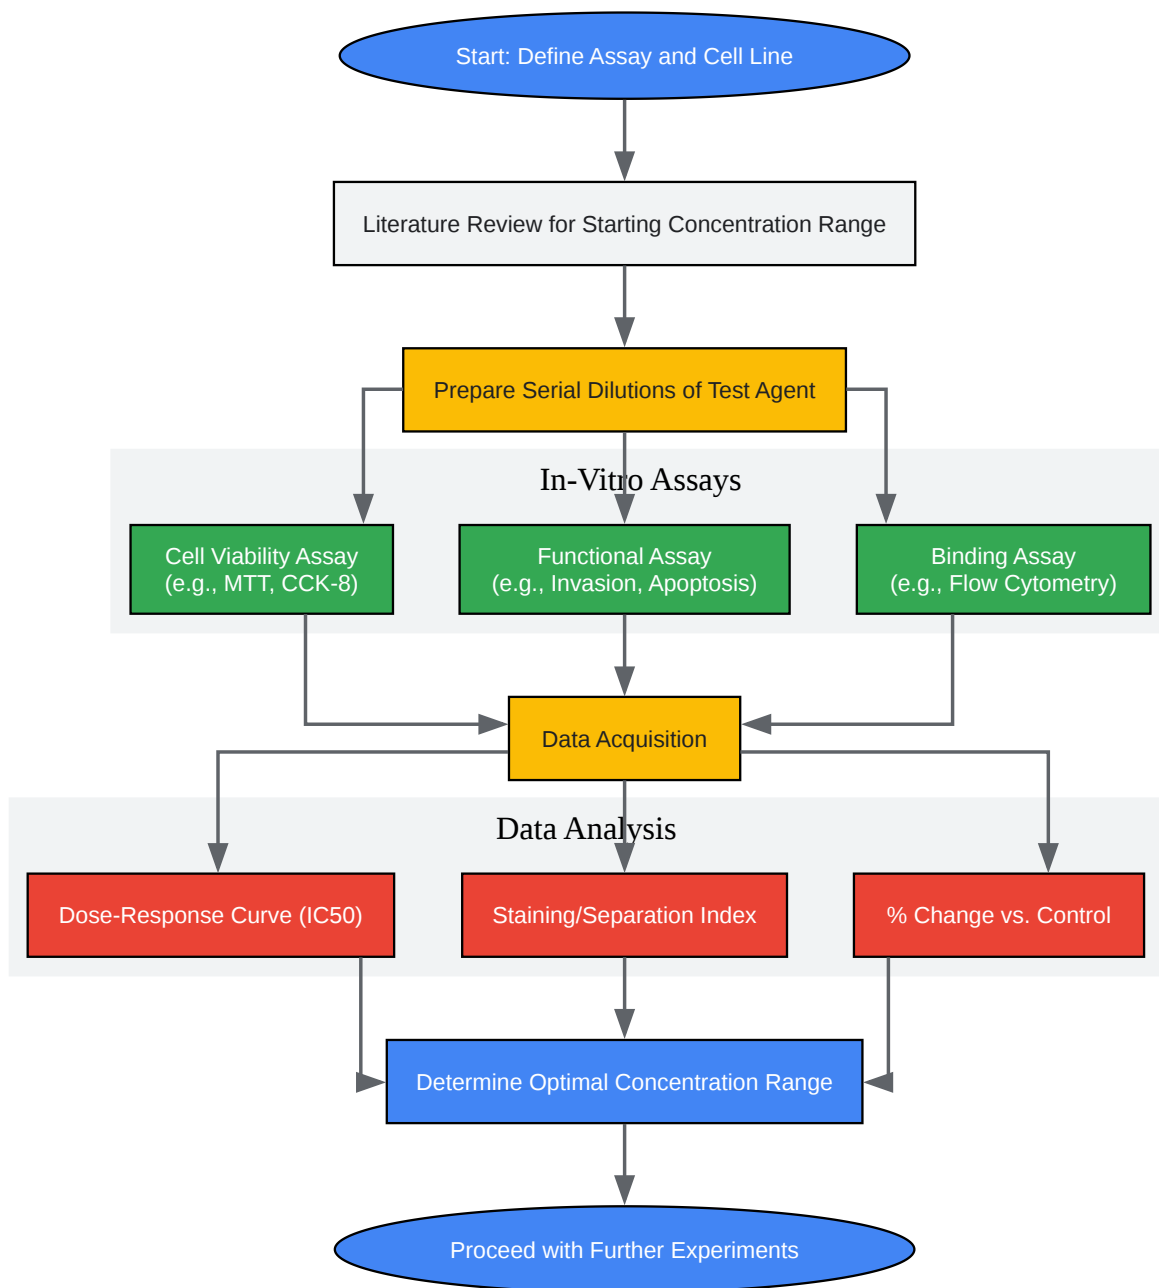 Start: Define Assay and Cell Line
Literature Review for Starting Concentration Range
Prepare Serial Dilutions of Test Agent
In-Vitro Assays
Cell Viability Assay
(e.g., MTT, CCK-8)
Functional Assay
(e.g., Invasion, Apoptosis)
Binding Assay
(e.g., Flow Cytometry)
Data Acquisition
Data Analysis
Dose-Response Curve (IC50)
Staining/Separation Index
% Change vs. Control
Determine Optimal Concentration Range
Proceed with Further Experiments